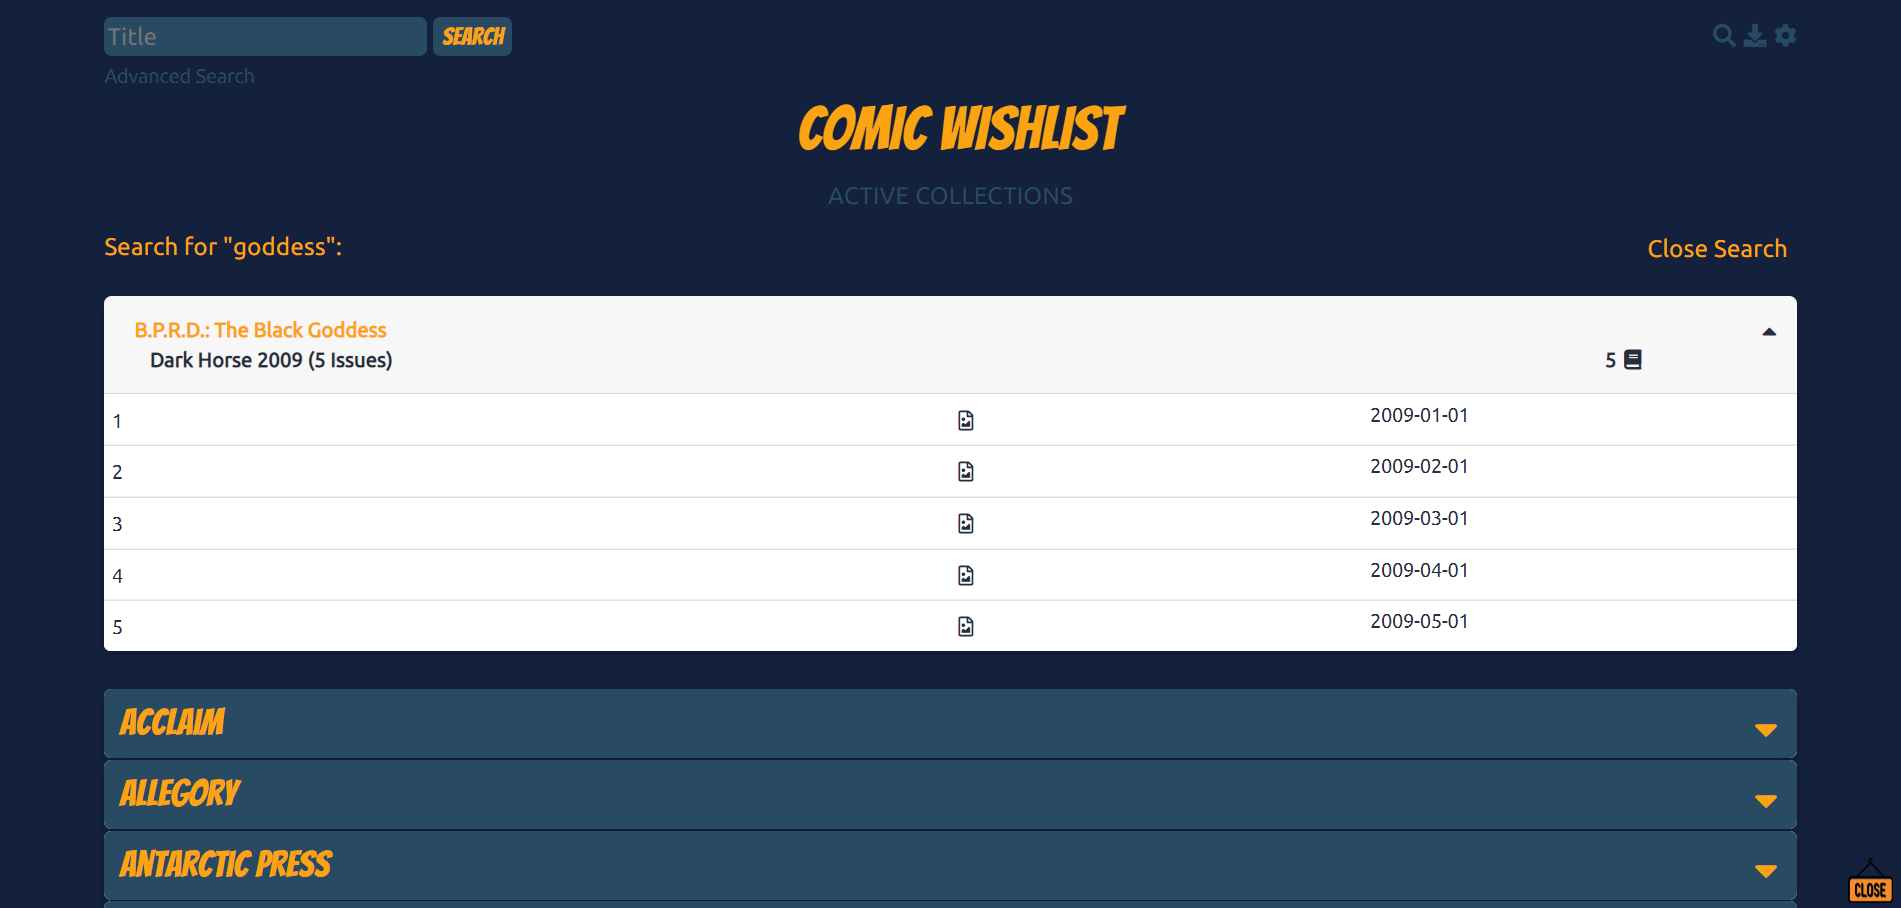 Title
SEARCH
Advanced Search
COMIC WISHLIST
ACTIVE COLLECTIONS
Search for "goddess":
Close Search
B.P.R.D.: The Black Goddess
Dark Horse 2009 (5 Issues)
5
1 2009-01-01
2 2009-02-01
3 2009-03-01
4 2009-04-01
5 2009-05-01
ACCLAIM
ALLEGORY
ANTARCTIC PRESS
CLOSE